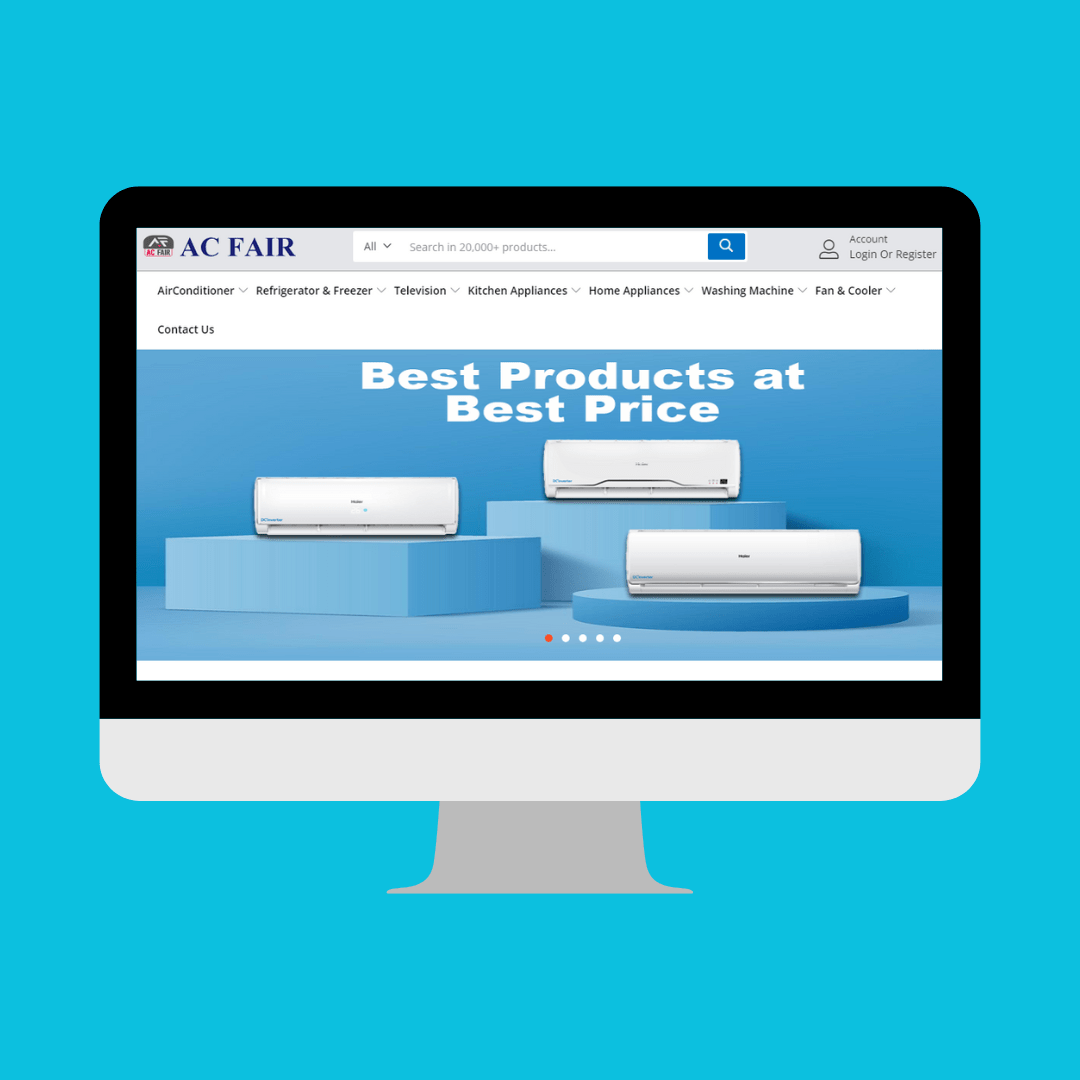 AC FAIR
AC FAIR
All
Search in 20,000+ products...
Account
Login Or Register
AirConditioner
Refrigerator & Freezer
Television
Kitchen Appliances
Home Appliances
Washing Machine
Fan & Cooler
Contact Us
Best Products at
Best Price
Haier
Haier